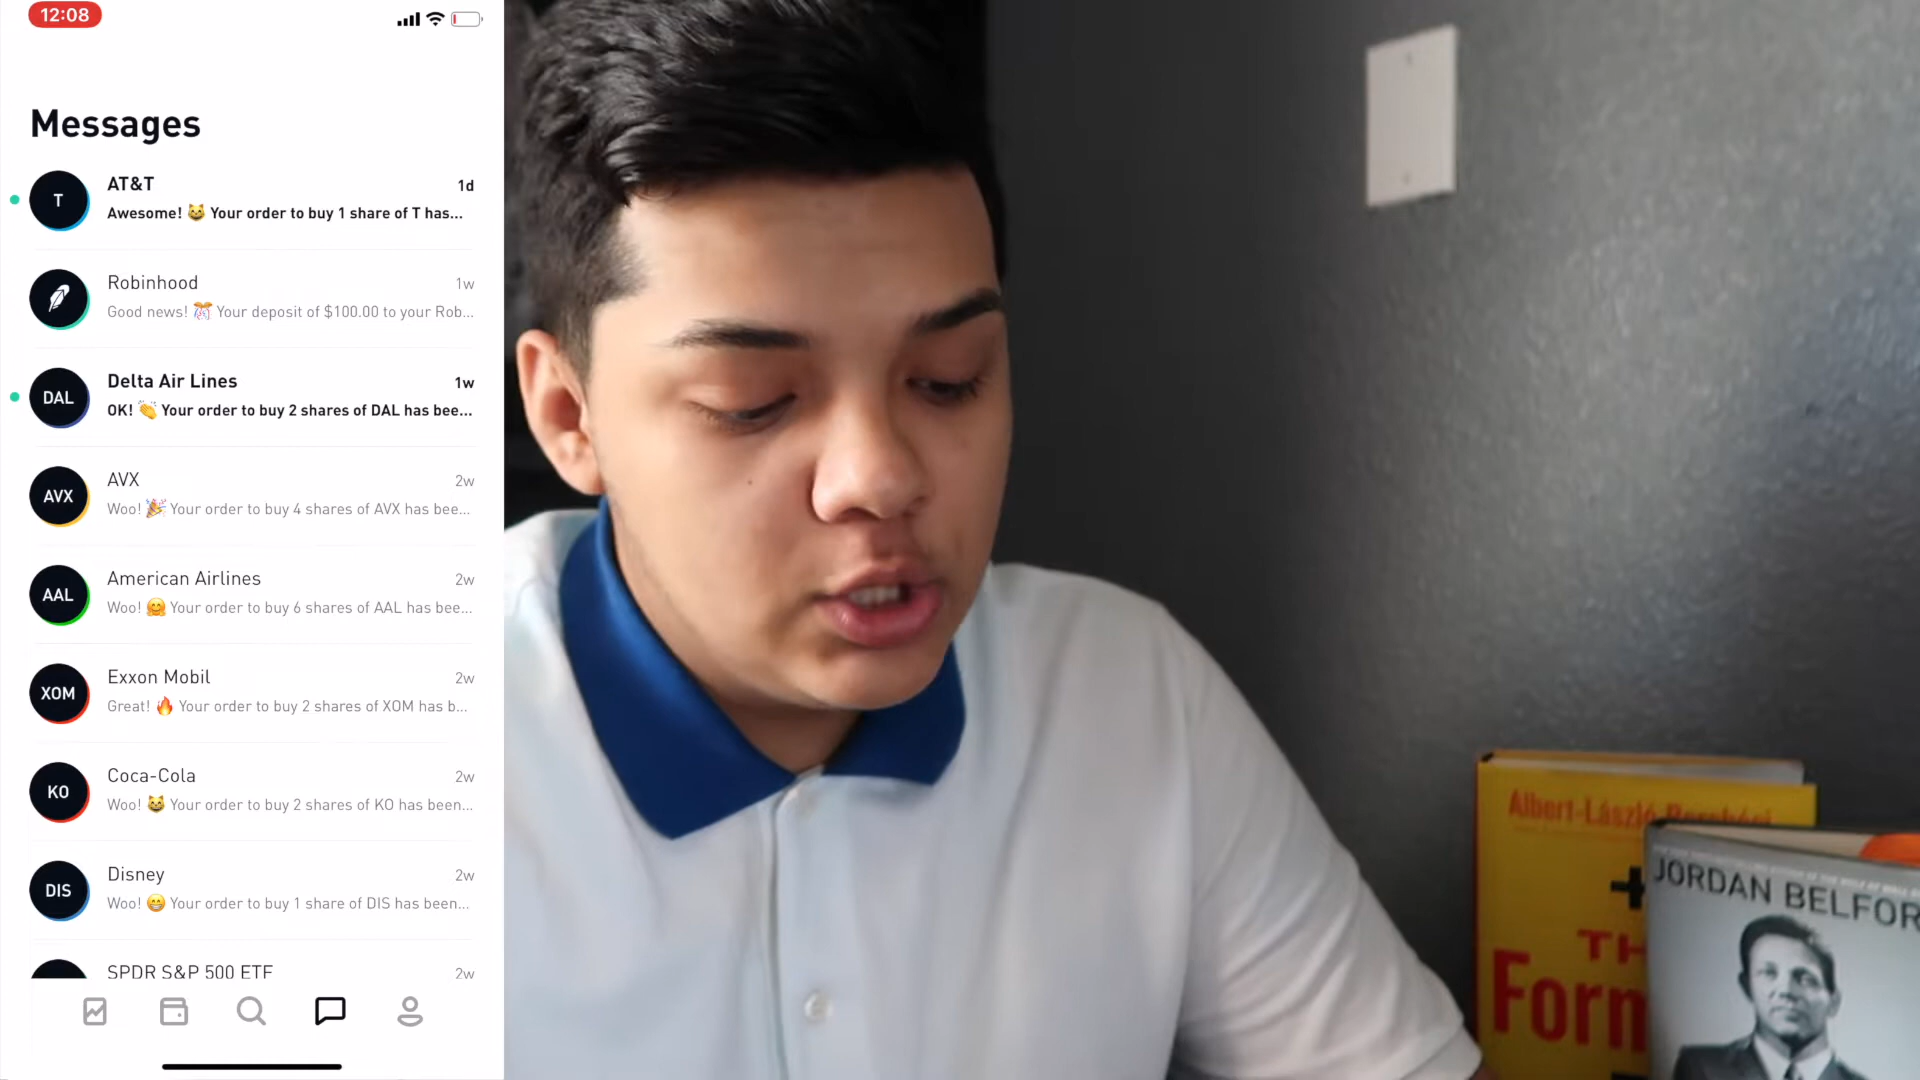 12:08
Messages
T
AT&T
1d
Awesome! 😺 Your order to buy 1 share of T has...
Robinhood
1w
Good news! 🎊 Your deposit of $100.00 to your Rob...
DAL
Delta Air Lines
1w
OK! 👏 Your order to buy 2 shares of DAL has bee...
AVX
AVX
2w
Woo! 🎉 Your order to buy 4 shares of AVX has bee...
AAL
American Airlines
2w
Woo! 🤗 Your order to buy 6 shares of AAL has bee...
XOM
Exxon Mobil
2w
Great! 🔥 Your order to buy 2 shares of XOM has b...
KO
Coca-Cola
2w
Woo! 😺 Your order to buy 2 shares of KO has been...
DIS
Disney
2w
Woo! 😁 Your order to buy 1 share of DIS has been...
SPDR S&P 500 ETF
2w
Albert-László
+
TH
Form
JORDAN BELFOR